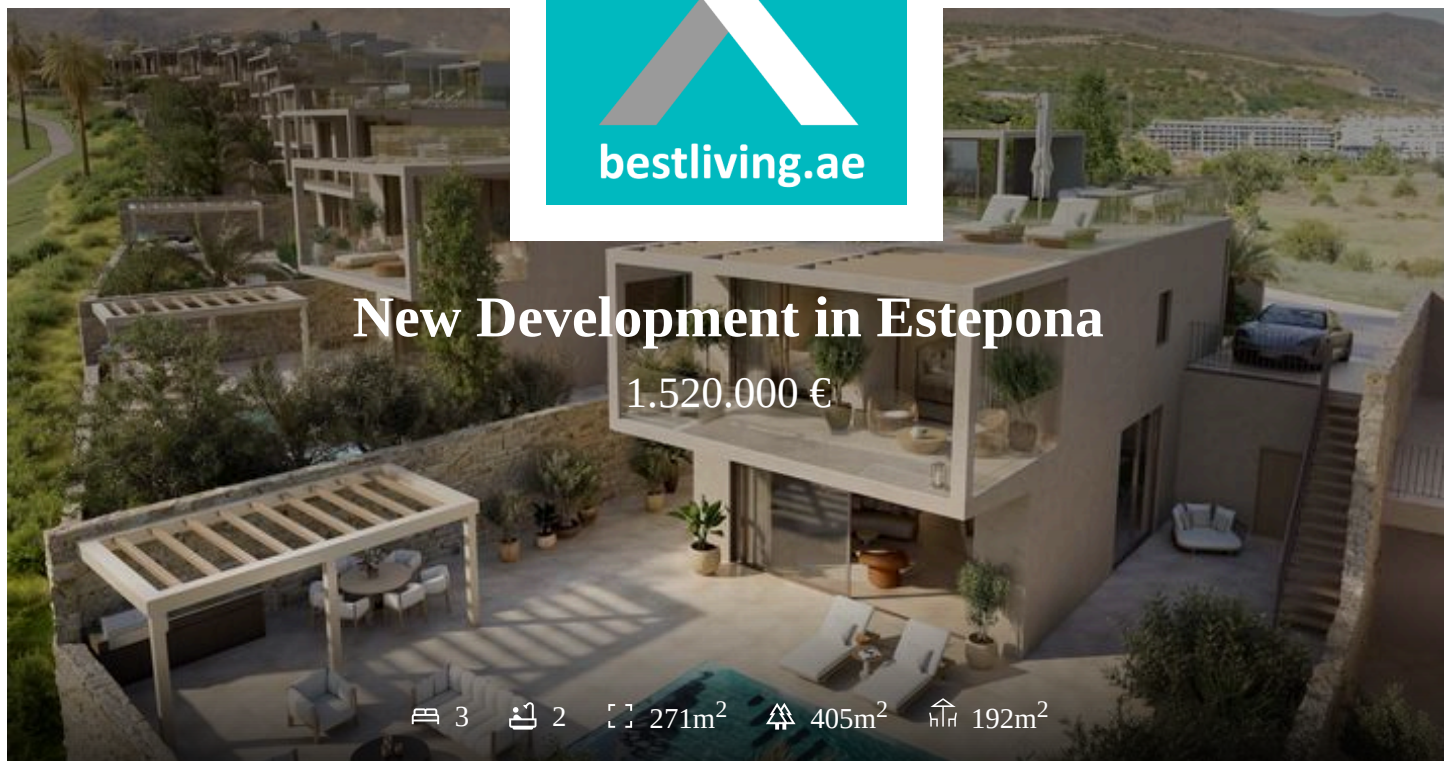 bestliving.ae
New Development in Estepona
1.520.000 €
3 2 271m² 405m² 192m²